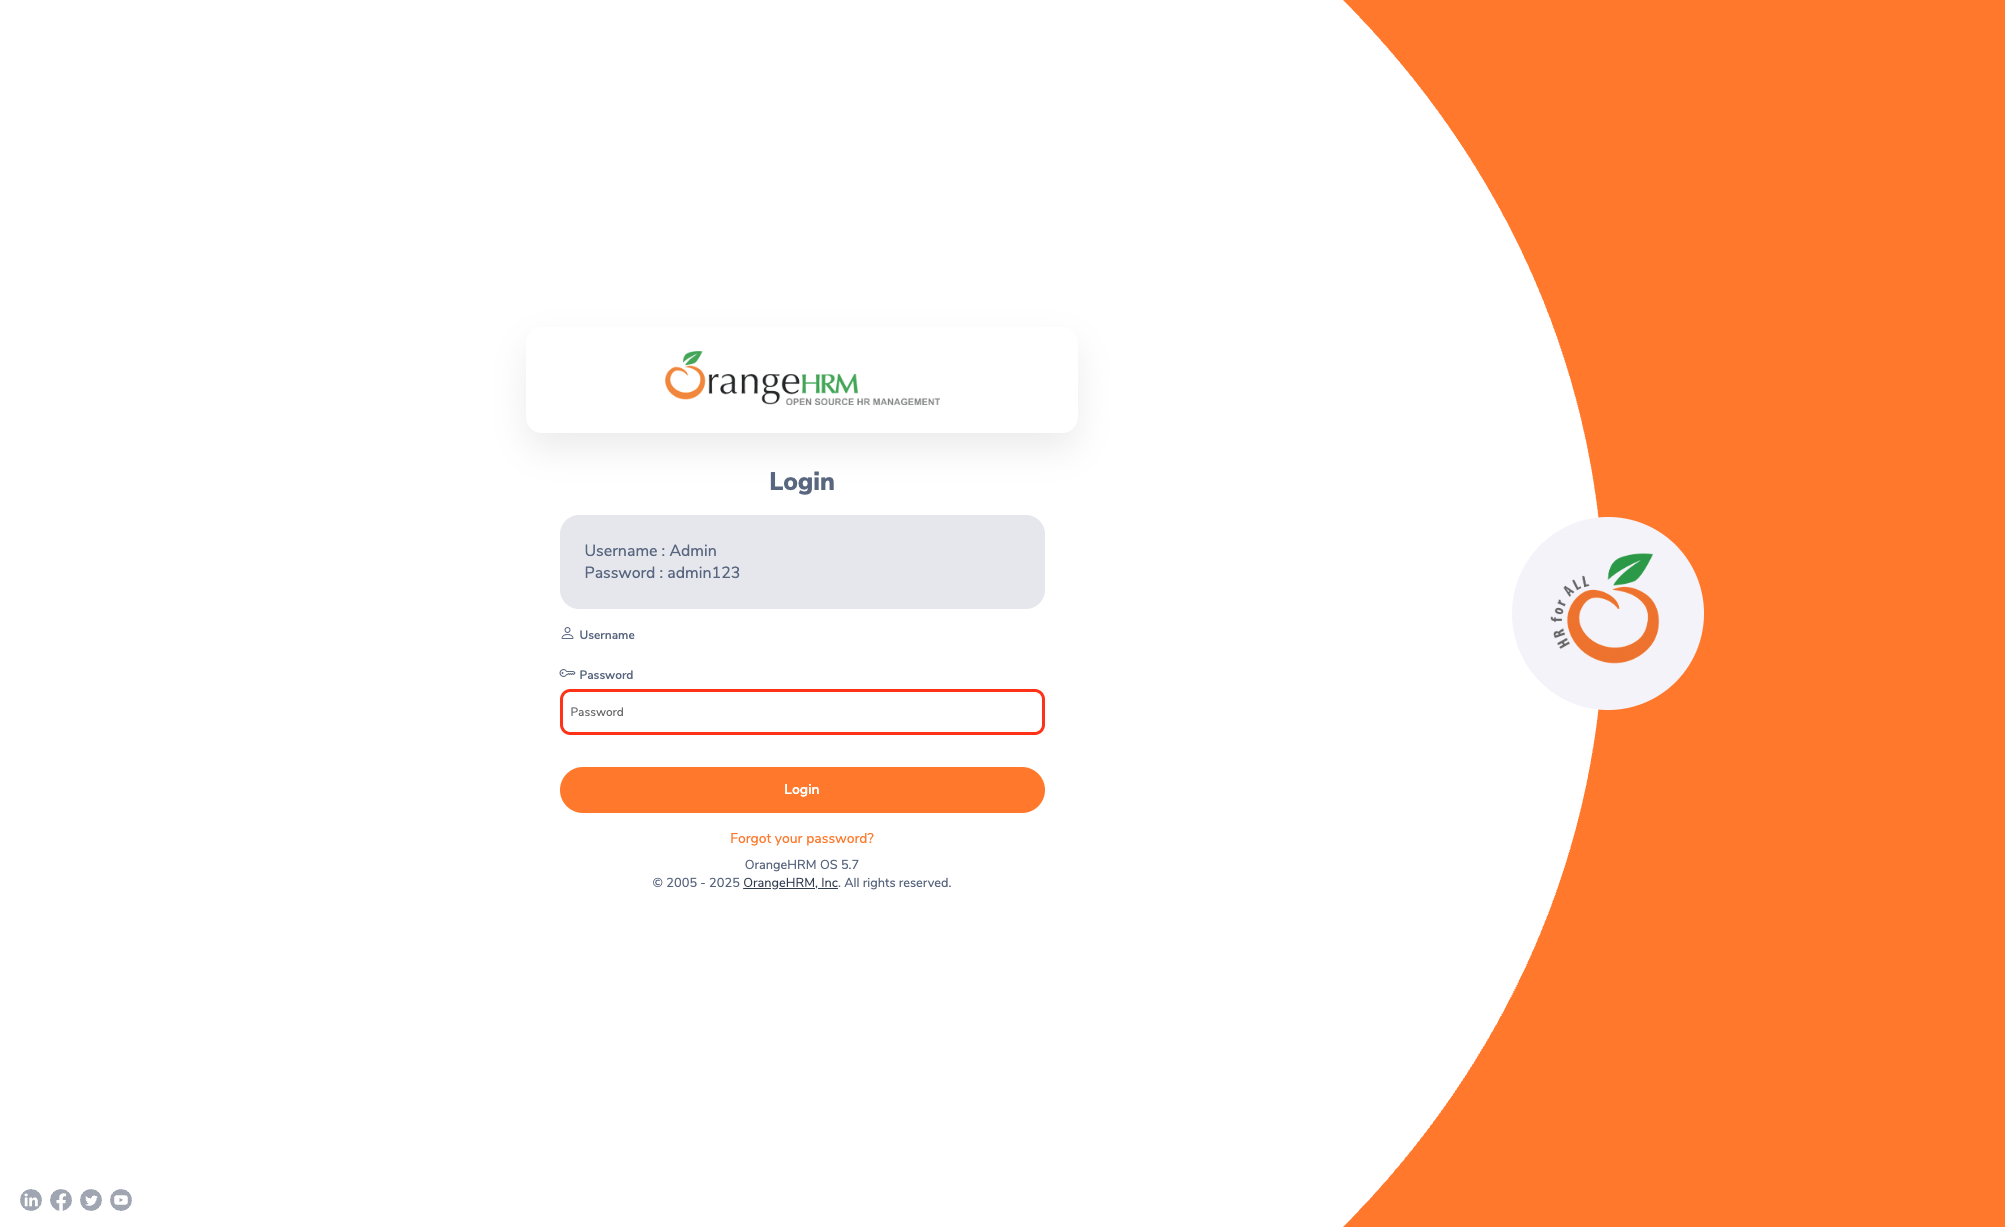 OrangeHRM
OPEN SOURCE HR MANAGEMENT
Login
Username : Admin
Password : admin123
Username
Password
Password
Login
Forgot your password?
OrangeHRM OS 5.7
© 2005 - 2025 OrangeHRM, Inc. All rights reserved.
HR for ALL
in